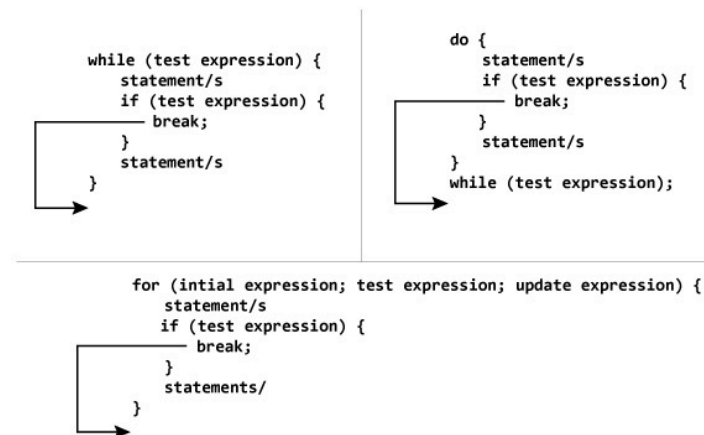 while (test expression) {
statement/s
if (test expression) {
break;
}
statement/s
}
do {
statement/s
if (test expression) {
break;
}
statement/s
}
while (test expression);
for (intial expression; test expression; update expression) {
statement/s
if (test expression) {
break;
}
statements/
}